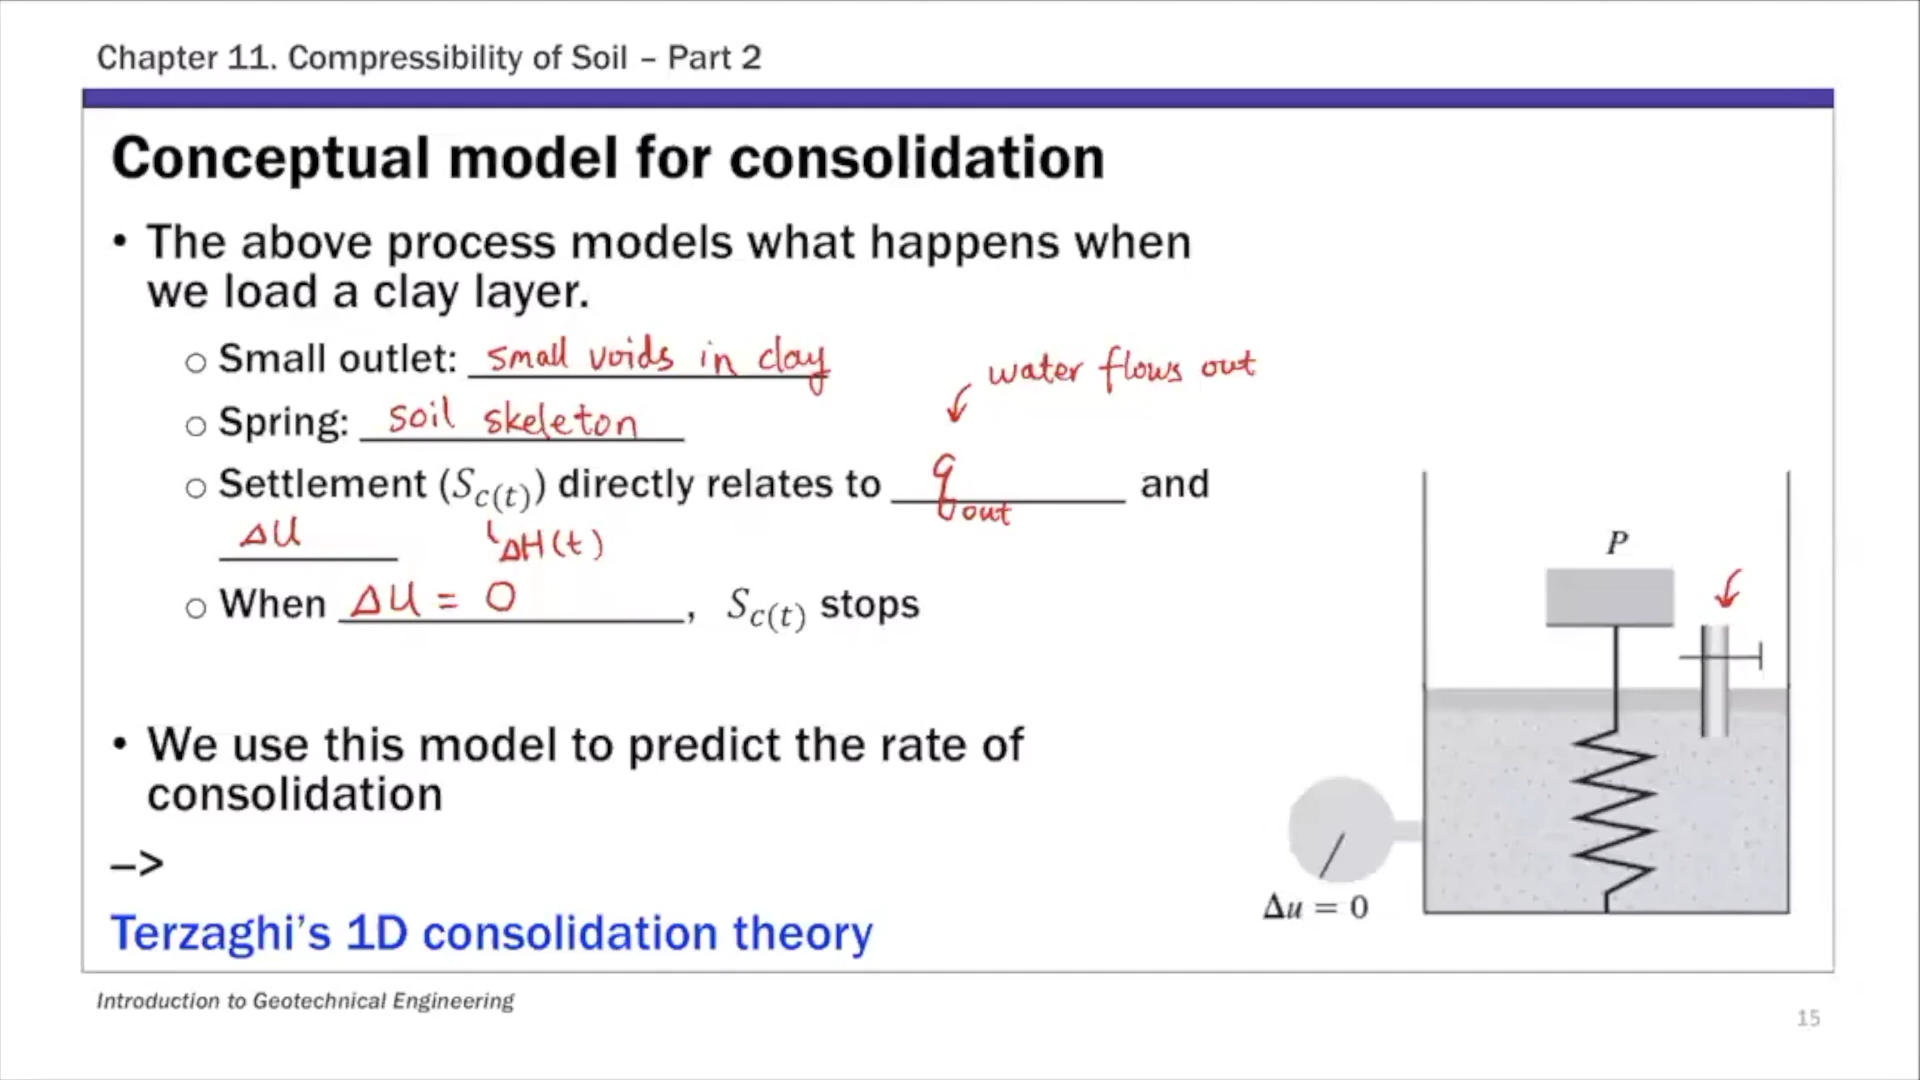 Chapter 11. Compressibility of Soil – Part 2
Conceptual model for consolidation
• The above process models what happens when
we load a clay layer.
○ Small outlet: small voids in clay
water flows out
○ Spring: soil skeleton
○ Settlement (S_c(t)) directly relates to q_out and
ΔU ΔH(t)
○ When ΔU = 0, S_c(t) stops
• We use this model to predict the rate of
consolidation
–>
Terzaghi's 1D consolidation theory
P
Δu = 0
Introduction to Geotechnical Engineering
15